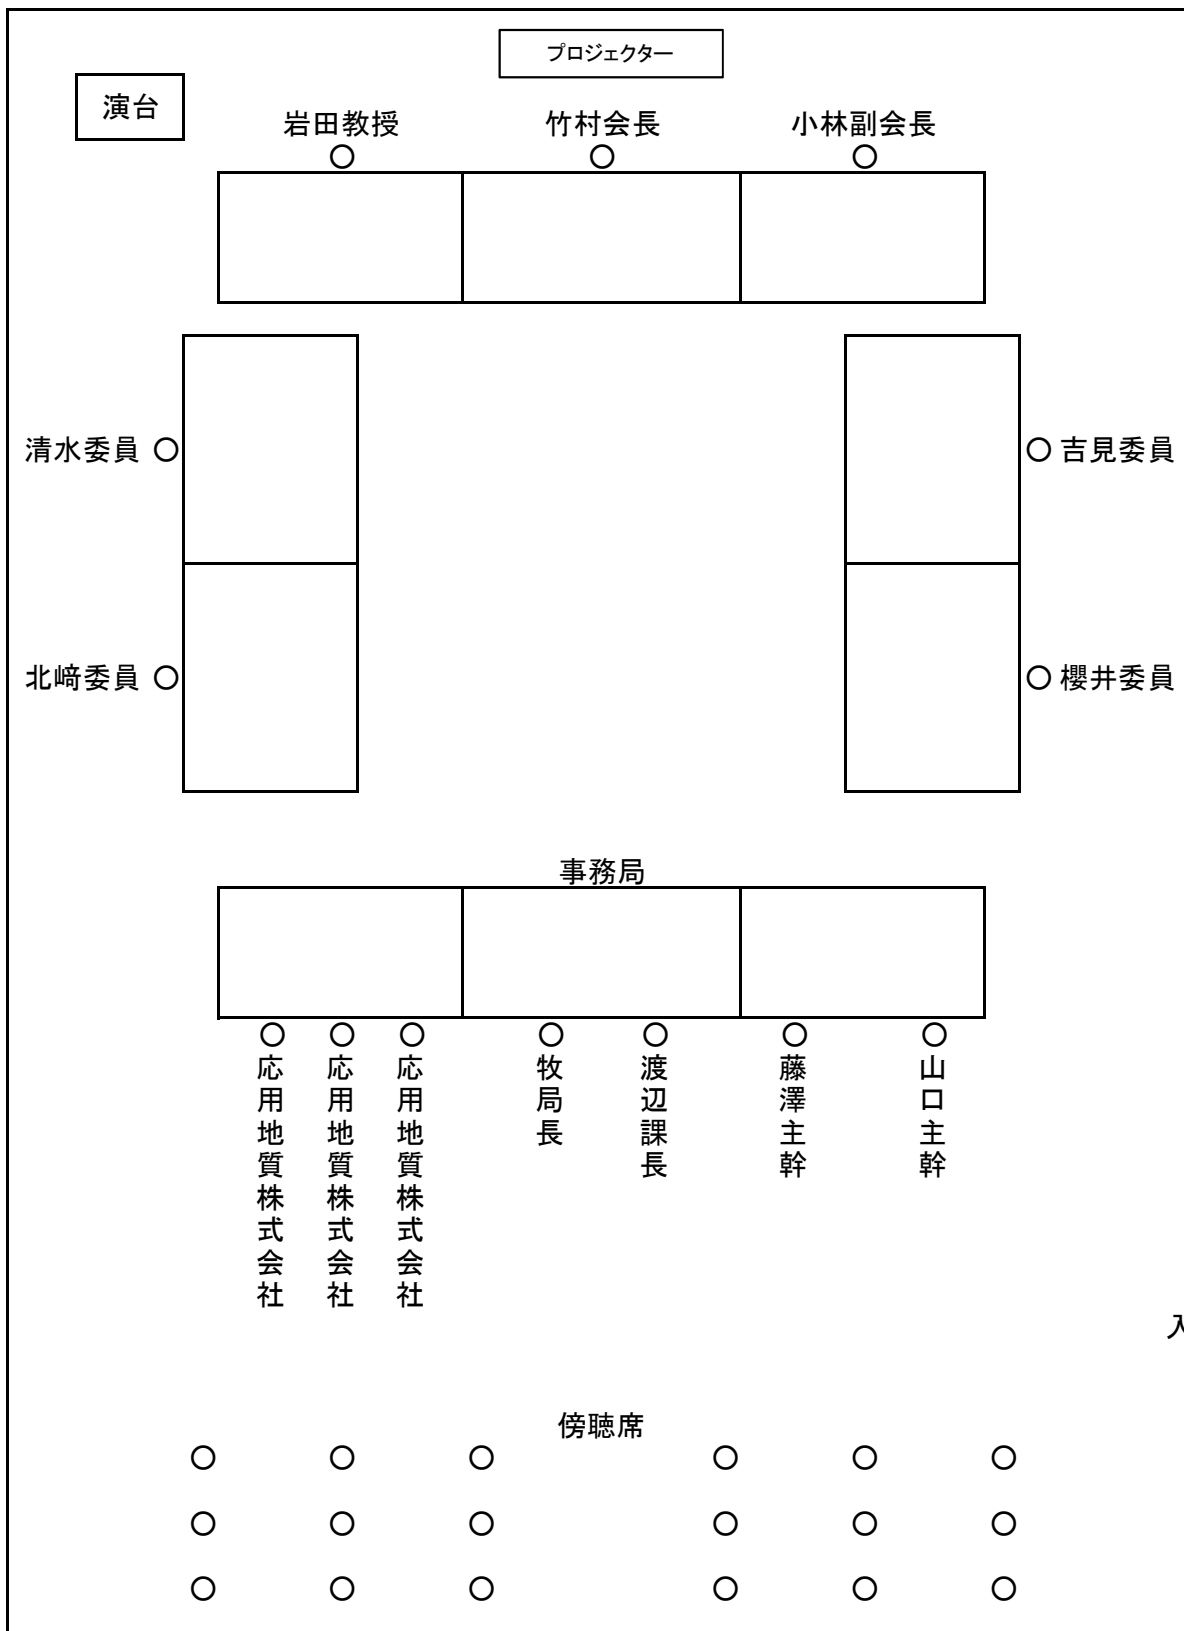 プロジェクター
演台
岩田教授
竹村会長
小林副会長
清水委員
吉見委員
北﨑委員
櫻井委員
事務局
応用地質株式会社
応用地質株式会社
応用地質株式会社
牧局長
渡辺課長
藤澤主幹
山口主幹
入
傍聴席